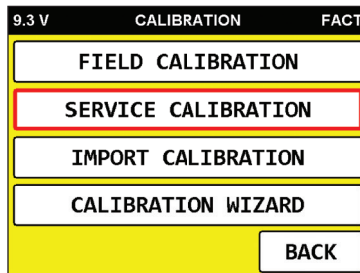 9.3 V CALIBRATION FACT
FIELD CALIBRATION
SERVICE CALIBRATION
IMPORT CALIBRATION
CALIBRATION WIZARD
BACK